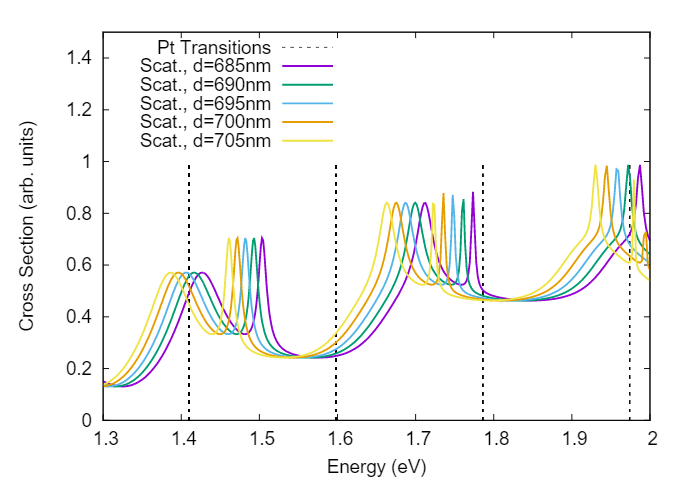 Pt Transitions
Scat., d=685nm
Scat., d=690nm
Scat., d=695nm
Scat., d=700nm
Scat., d=705nm
1.4
1.2
1
0.8
0.6
0.4
0.2
0
Cross Section (arb. units)
1.3 1.4 1.5 1.6 1.7 1.8 1.9 2
Energy (eV)